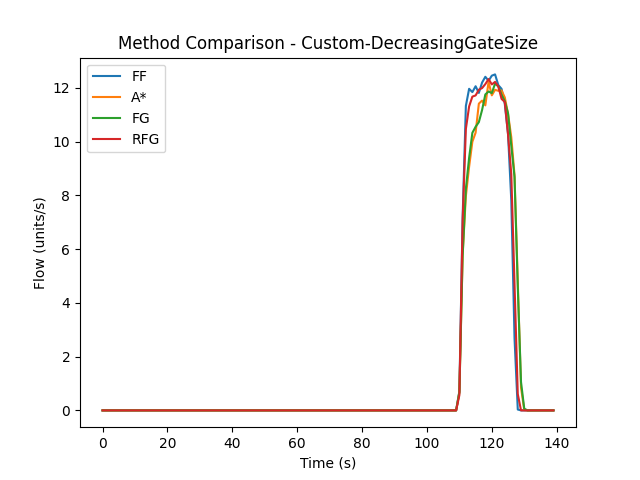 Method Comparison - Custom-DecreasingGateSize
FF
A*
FG
RFG
12
10
8
6
4
2
0
Flow (units/s)
0 20 40 60 80 100 120 140
Time (s)